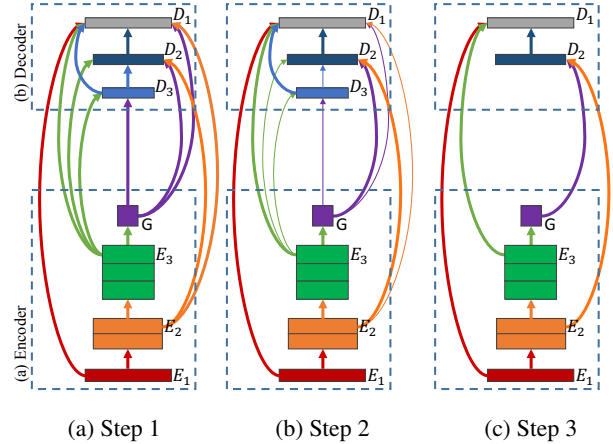 (b) Decoder
D₁ D₁ D₁
D₂ D₂ D₂
D₃ D₃
G G G
E₃ E₃ E₃
E₂ E₂ E₂
(a) Encoder
E₁ E₁ E₁
(a) Step 1 (b) Step 2 (c) Step 3